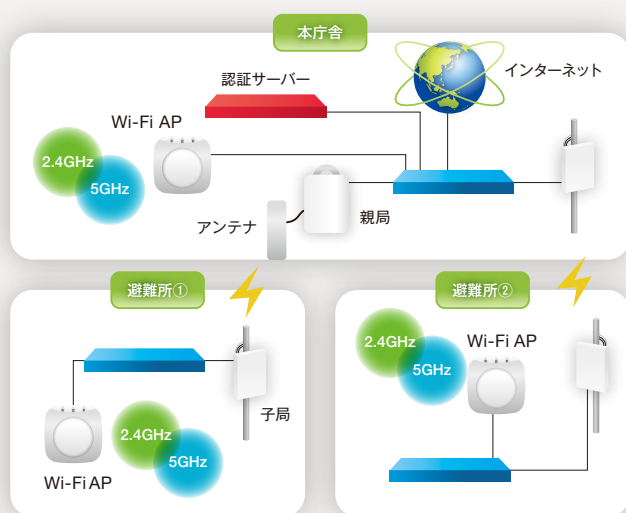 本庁舎
認証サーバー
インターネット
Wi-Fi AP
2.4GHz
5GHz
アンテナ
親局
避難所①
子局
2.4GHz
5GHz
Wi-Fi AP
避難所②
Wi-Fi AP
2.4GHz
5GHz